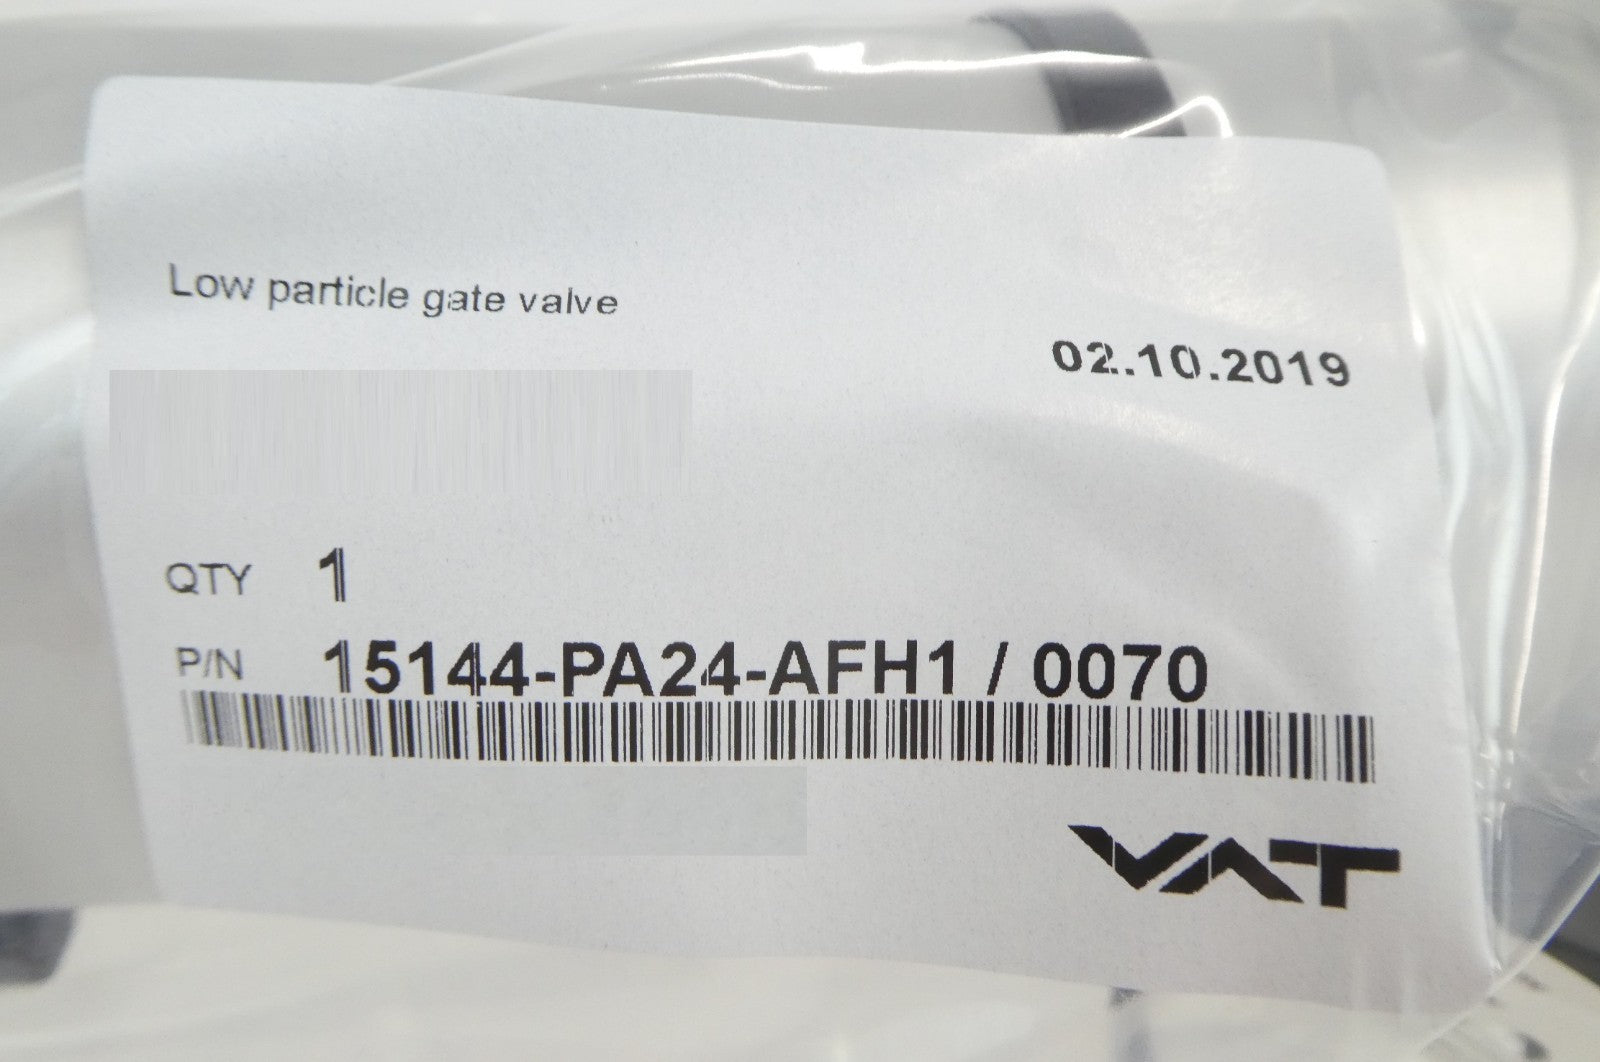 Low particle gate valve
02.10.2019
QTY 1
P/N 15144-PA24-AFH1 / 0070
VAT